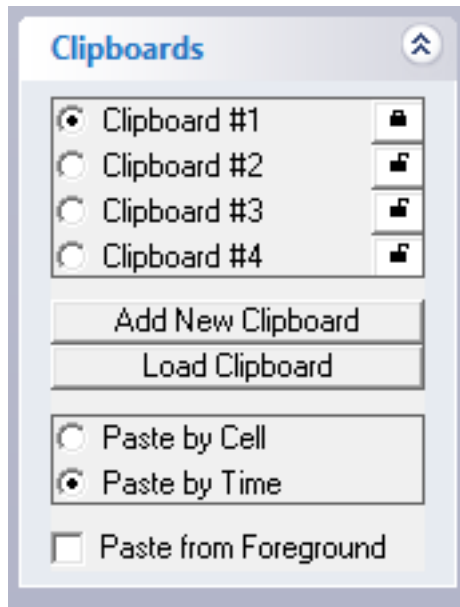 Clipboards
Clipboard #1
Clipboard #2
Clipboard #3
Clipboard #4
Add New Clipboard
Load Clipboard
Paste by Cell
Paste by Time
Paste from Foreground